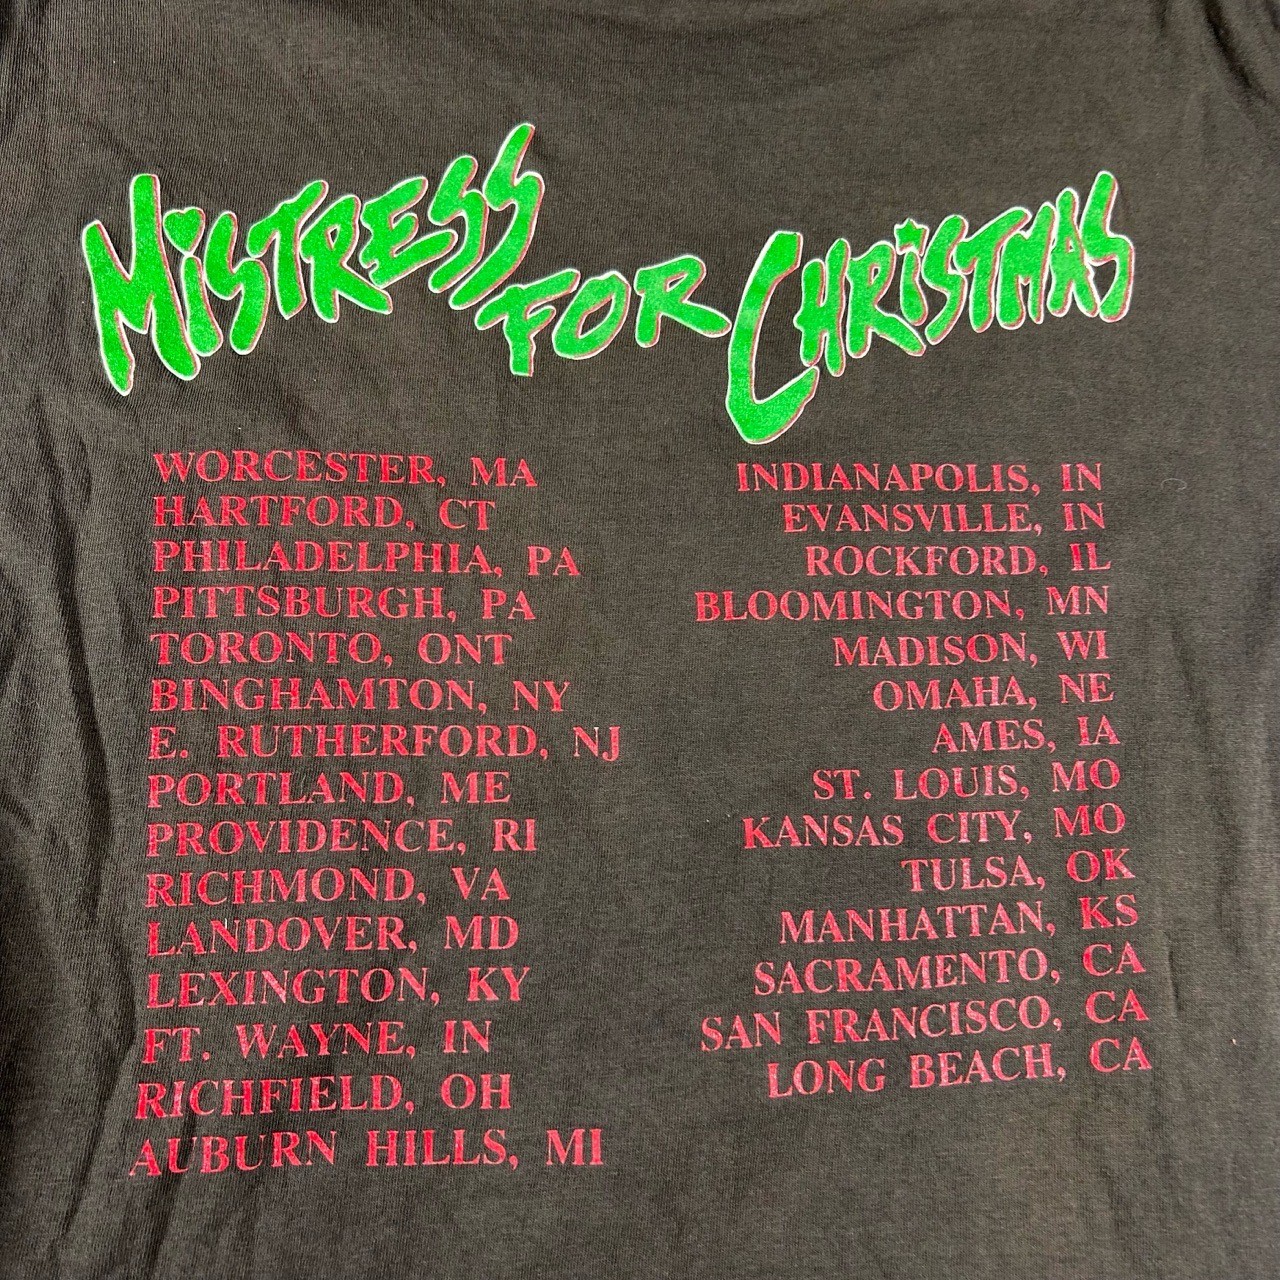 MiSTRESS FOR CHRiSTMAS
WORCESTER, MA
HARTFORD, CT
PHILADELPHIA, PA
PITTSBURGH, PA
TORONTO, ONT
BINGHAMTON, NY
E. RUTHERFORD, NJ
PORTLAND, ME
PROVIDENCE, RI
RICHMOND, VA
LANDOVER, MD
LEXINGTON, KY
FT. WAYNE, IN
RICHFIELD, OH
AUBURN HILLS, MI
INDIANAPOLIS, IN
EVANSVILLE, IN
ROCKFORD, IL
BLOOMINGTON, MN
MADISON, WI
OMAHA, NE
AMES, IA
ST. LOUIS, MO
KANSAS CITY, MO
TULSA, OK
MANHATTAN, KS
SACRAMENTO, CA
SAN FRANCISCO, CA
LONG BEACH, CA